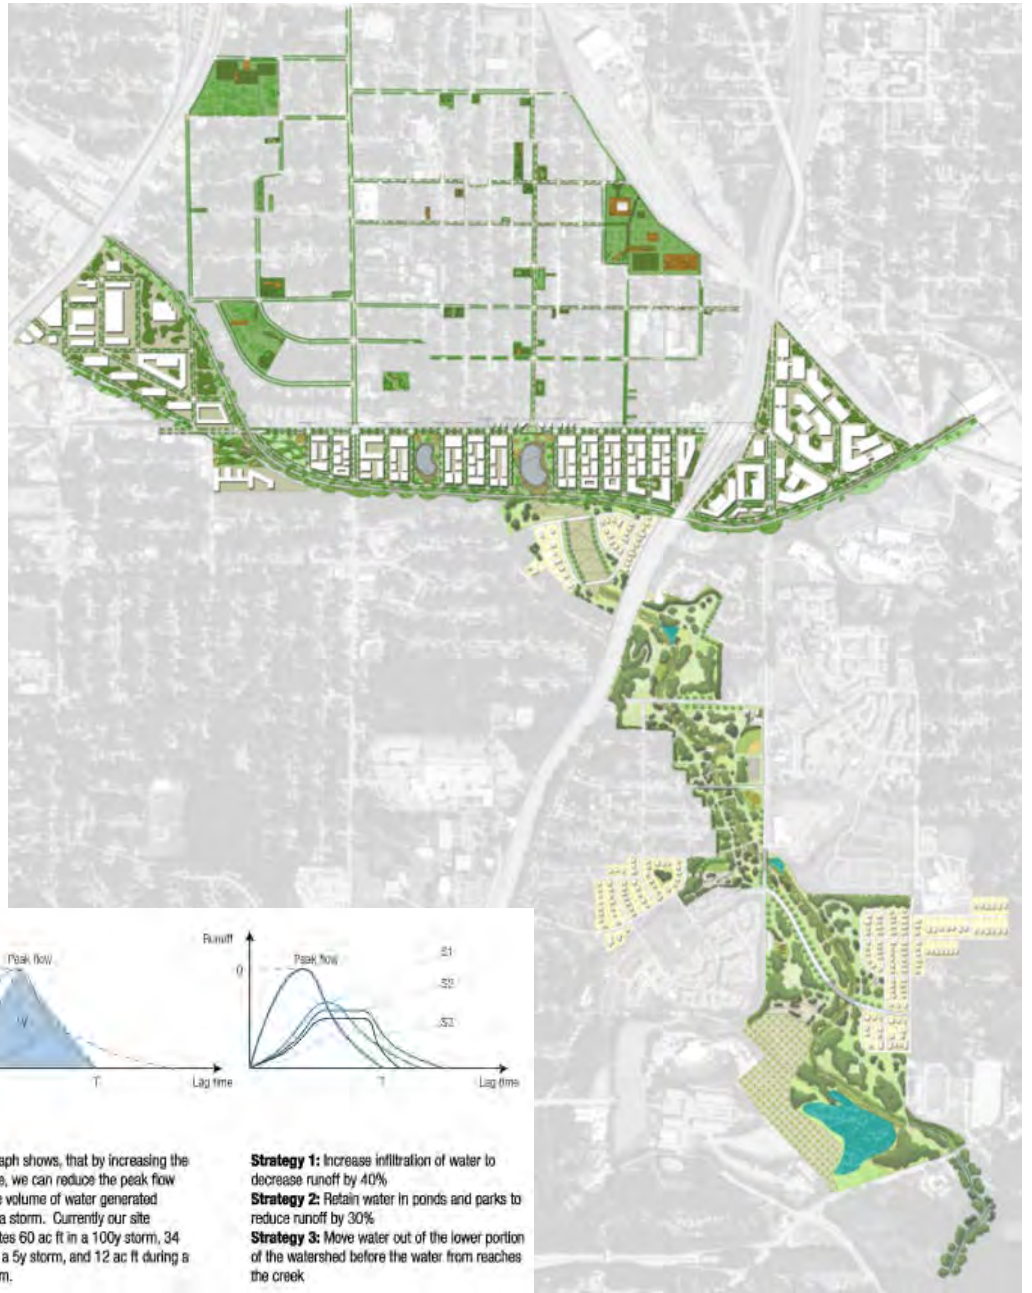 Peak flow
V
T
Lag time
Runoff
Q
Peak flow
S1
S2
S3
T
Lag time
aph shows, that by increasing the
e, we can reduce the peak flow
e volume of water generated
a storm. Currently our site
tes 60 ac ft in a 100y storm, 34
a 5y storm, and 12 ac ft during a
m.
Strategy 1: Increase infiltration of water to
decrease runoff by 40%
Strategy 2: Retain water in ponds and parks to
reduce runoff by 30%
Strategy 3: Move water out of the lower portion
of the watershed before the water from reaches
the creek